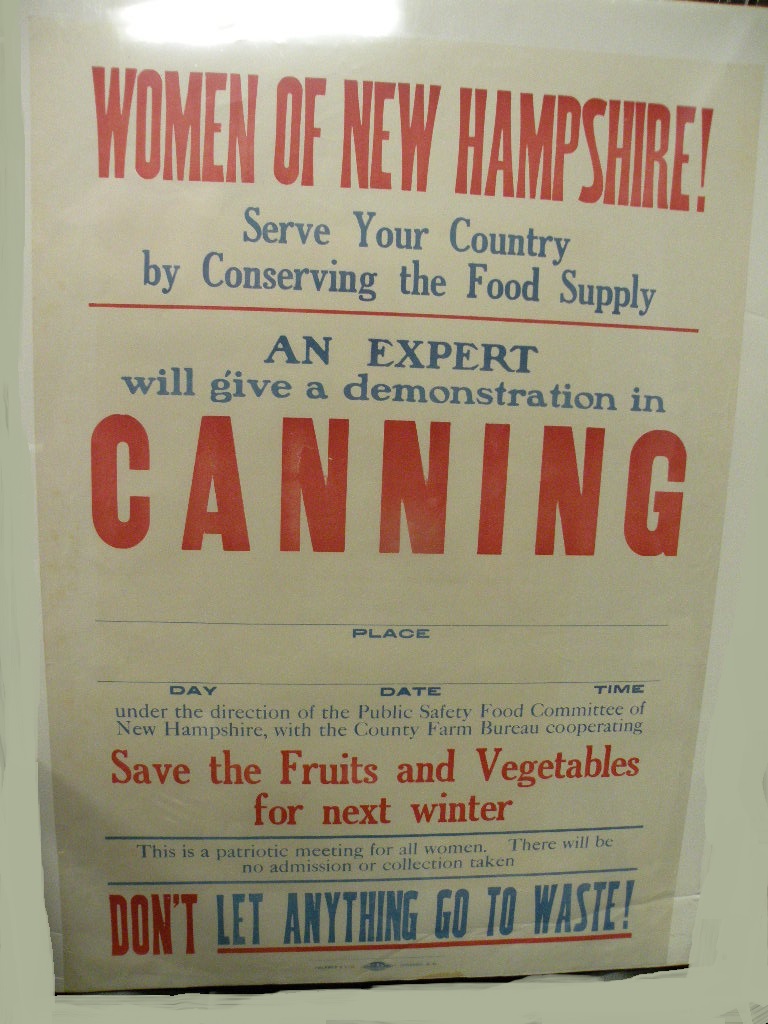 WOMEN OF NEW HAMPSHIRE!
Serve Your Country
by Conserving the Food Supply
AN EXPERT
will give a demonstration in
CANNING
PLACE
DAY DATE TIME
under the direction of the Public Safety Food Committee of
New Hampshire, with the County Farm Bureau cooperating
Save the Fruits and Vegetables
for next winter
This is a patriotic meeting for all women. There will be
no admission or collection taken
DON'T LET ANYTHING GO TO WASTE!